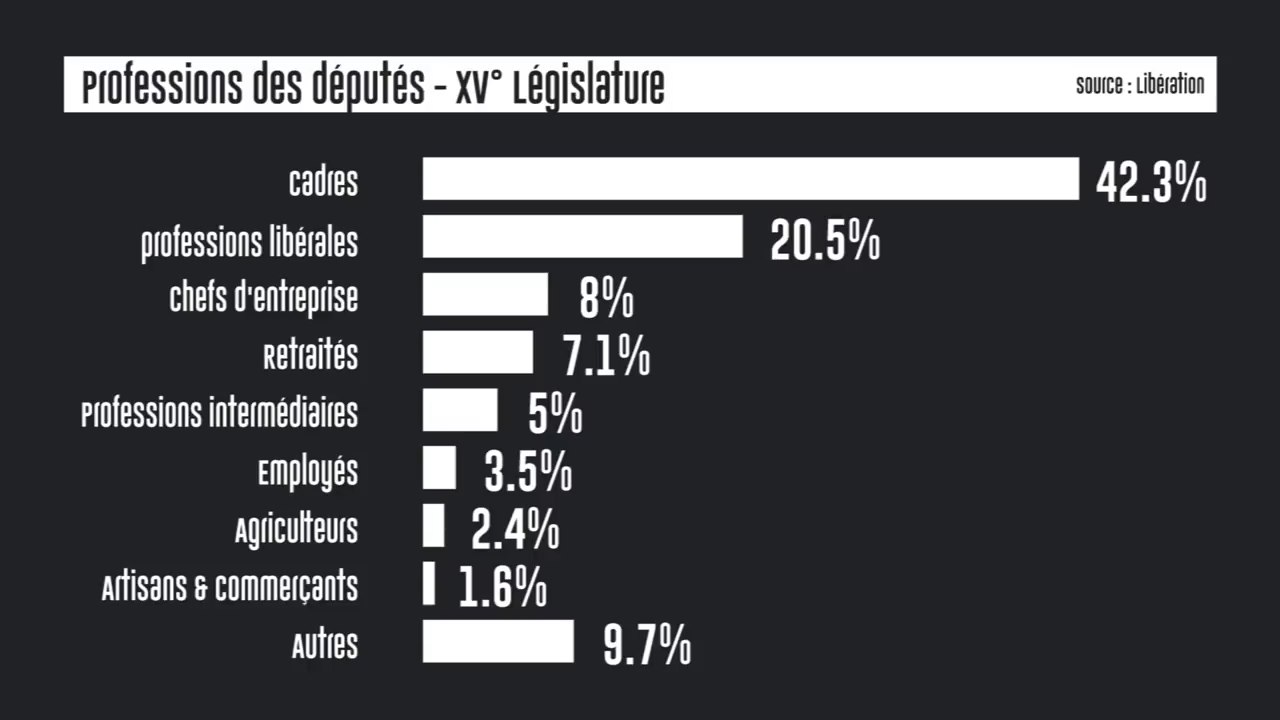 Professions des députés - XV° Législature
source : Libération
cadres 42.3%
professions libérales 20.5%
chefs d'entreprise 8%
Retraités 7.1%
Professions intermédiaires 5%
Employés 3.5%
Agriculteurs 2.4%
Artisans & commerçants 1.6%
Autres 9.7%